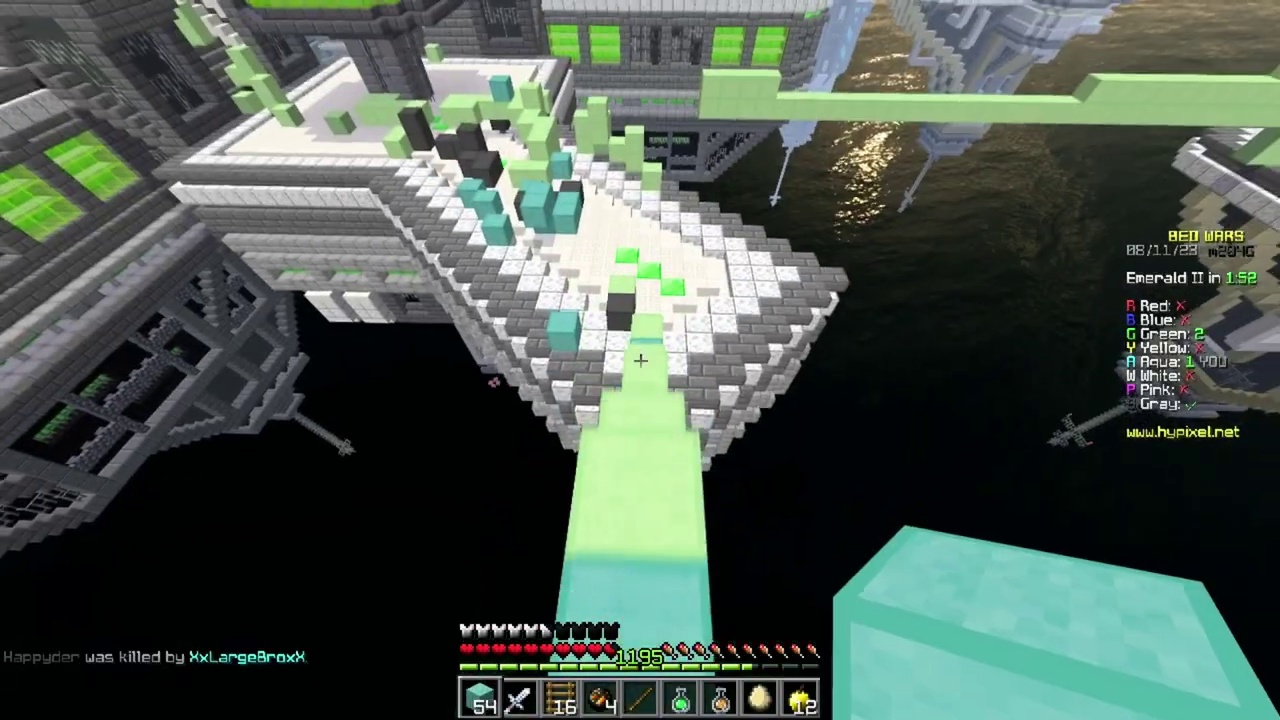 BED WARS
08/11/23 m204G
Emerald II in 1:52
R Red: ✗
B Blue: ✗
G Green: 2
Y Yellow: ✗
A Aqua: 1 YOU
W White: ✗
P Pink: ✗
Gray: ✓
www.hypixel.net
Happyder was killed by XxLargeBroxX.
1195
54
16
4
12